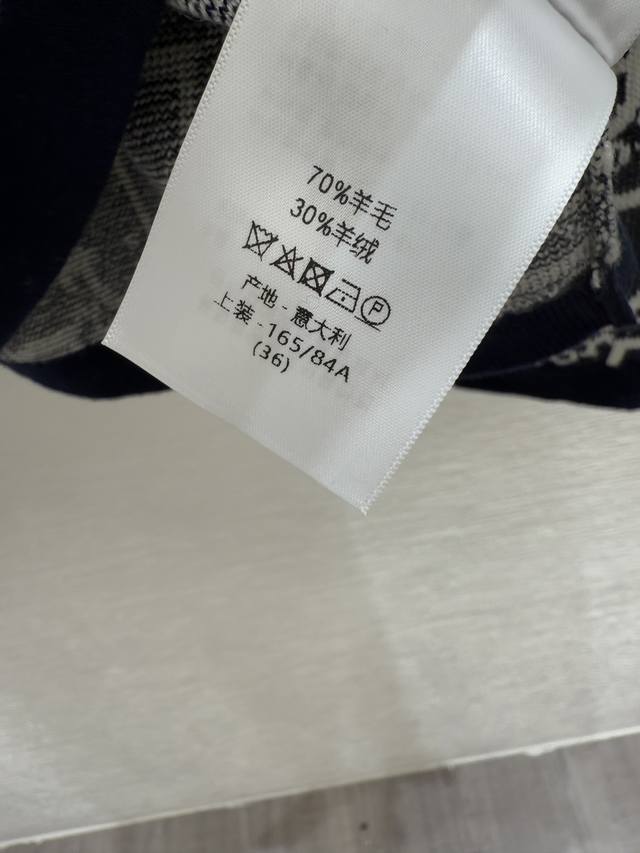 70%羊毛
30%羊绒
P
产地 - 意大利
上装 - 165/84A
(36)